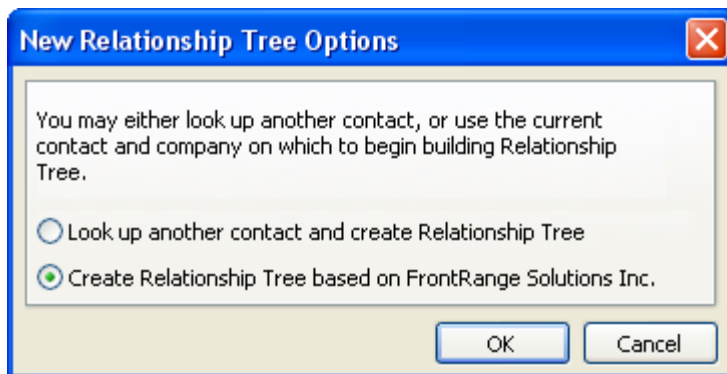 New Relationship Tree Options
You may either look up another contact, or use the current
contact and company on which to begin building Relationship
Tree.
Look up another contact and create Relationship Tree
Create Relationship Tree based on FrontRange Solutions Inc.
OK Cancel